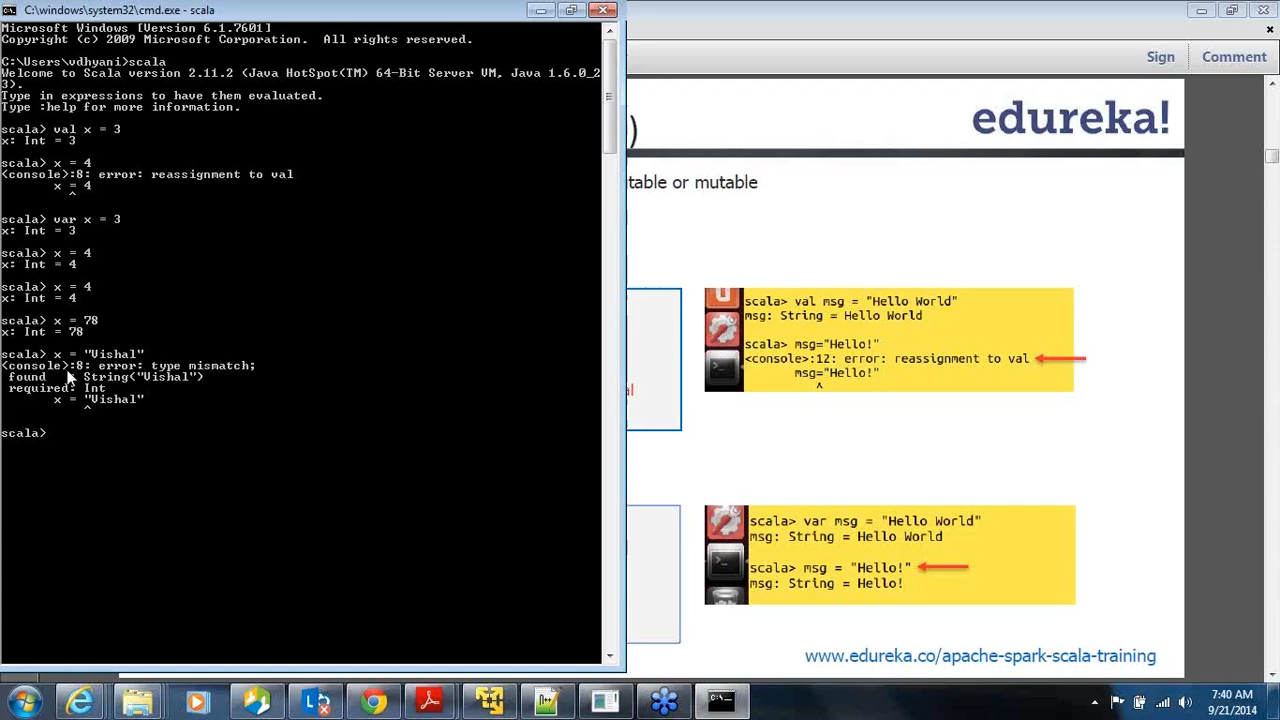 C:\windows\system32\cmd.exe - scala
Microsoft Windows [Version 6.1.7601]
Copyright (c) 2009 Microsoft Corporation.  All rights reserved.
C:\Users\vdhyani>scala
Welcome to Scala version 2.11.2 (Java HotSpot(TM) 64-Bit Server VM, Java 1.6.0_2
3).
Type in expressions to have them evaluated.
Type :help for more information.
scala> val x = 3
x: Int = 3
scala> x = 4
<console>:8: error: reassignment to val
x = 4
^
scala> var x = 3
x: Int = 3
scala> x = 4
x: Int = 4
scala> x = 4
x: Int = 4
scala> x = 78
x: Int = 78
scala> x = "Vishal"
<console>:8: error: type mismatch;
found   : String("Vishal")
required: Int
x = "Vishal"
^
scala>
Sign
Comment
)
edureka!
table or mutable
al
scala> val msg = "Hello World"
msg: String = Hello World
scala> msg="Hello!"
<console>:12: error: reassignment to val
msg="Hello!"
^
scala> var msg = "Hello World"
msg: String = Hello World
scala> msg = "Hello!"
msg: String = Hello!
www.edureka.co/apache-spark-scala-training
7:40 AM
9/21/2014